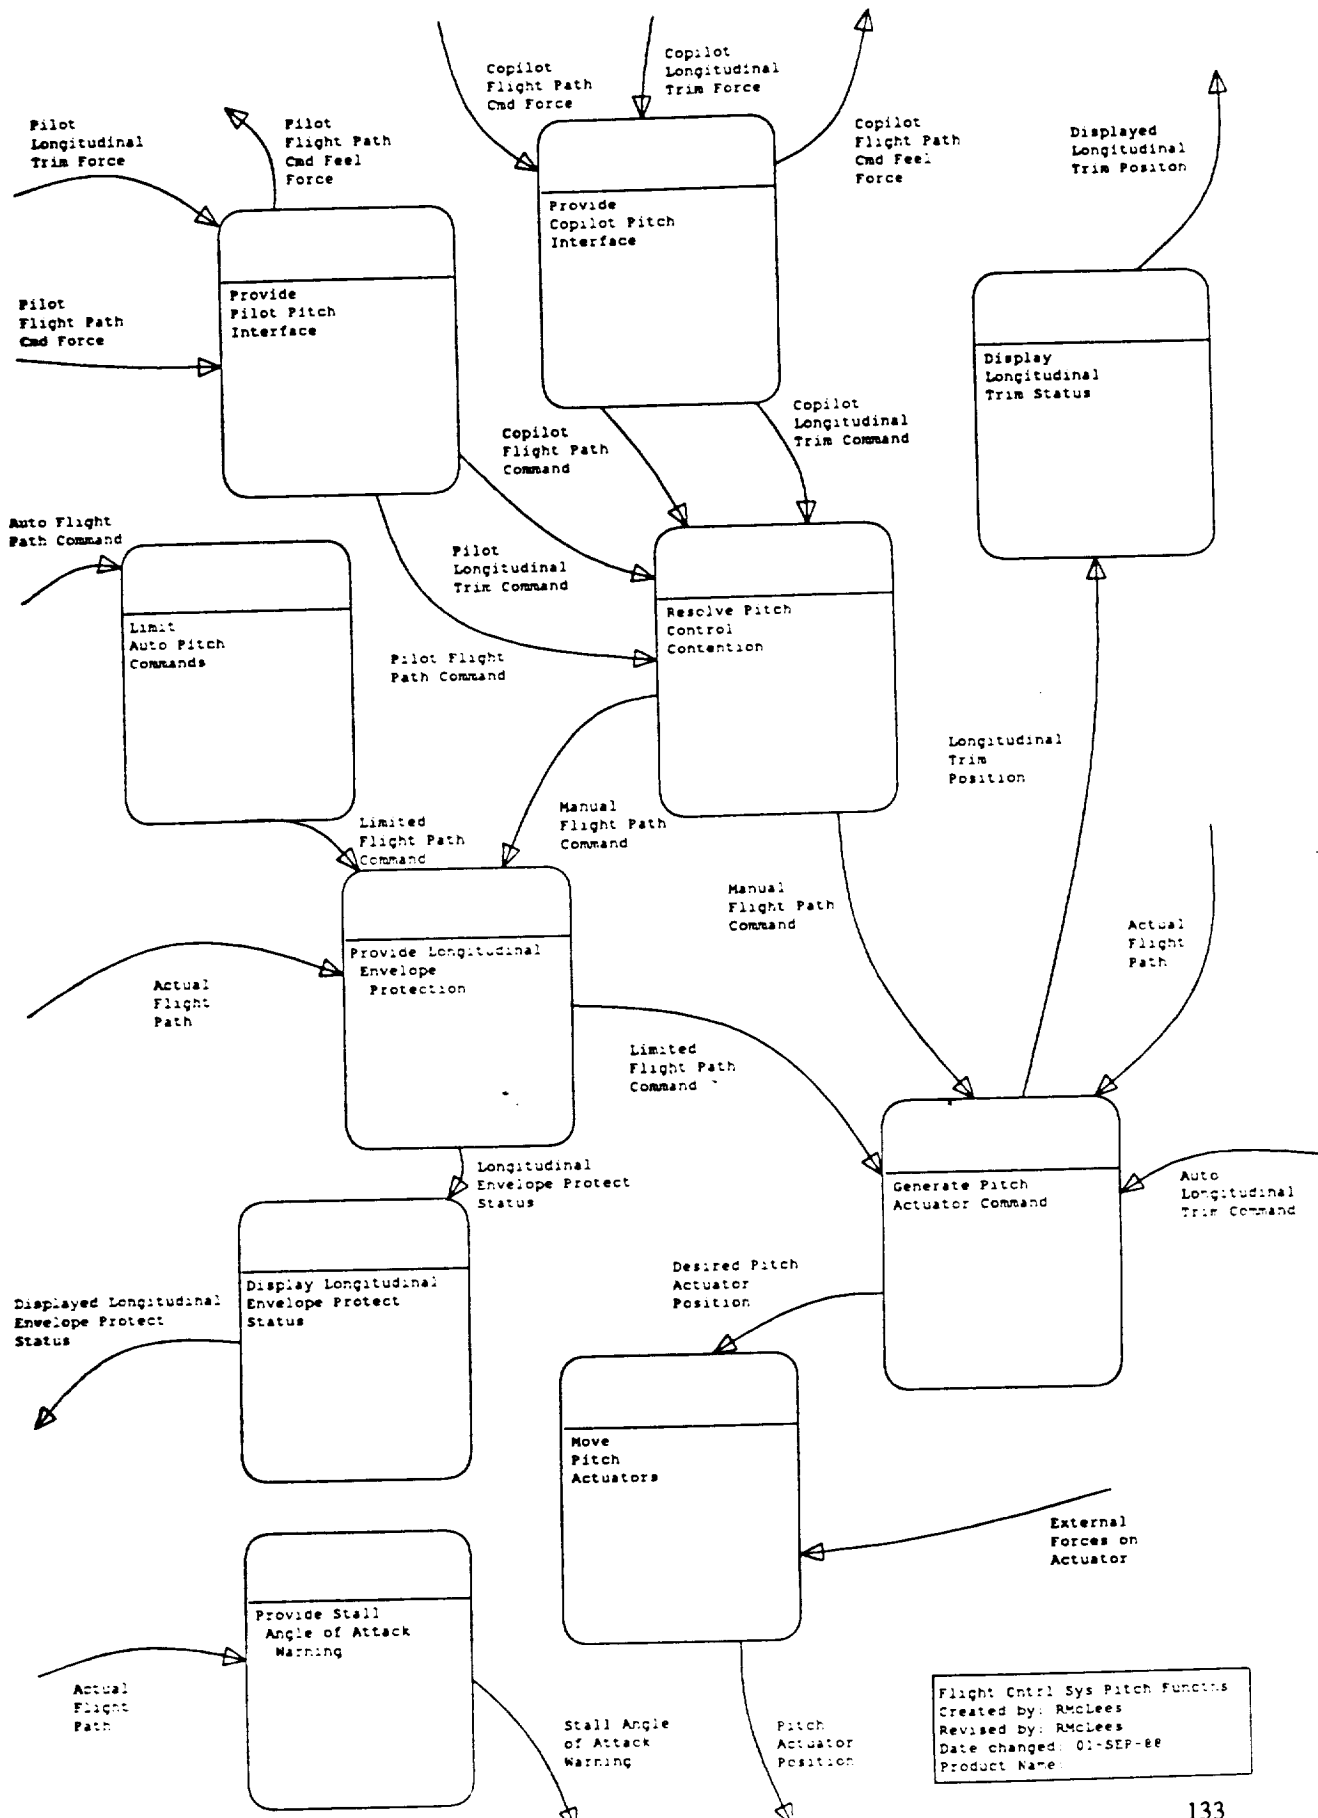 Copilot
Flight Path
Cmd Force
Copilot
Longitudinal
Trim Force
Pilot
Longitudinal
Trim Force
Pilot
Flight Path
Cmd Feel
Force
Copilot
Flight Path
Cmd Feel
Force
Displayed
Longitudinal
Trim Positon
Provide
Copilot Pitch
Interface
Pilot
Flight Path
Cmd Force
Provide
Pilot Pitch
Interface
Display
Longitudinal
Trim Status
Copilot
Flight Path
Command
Copilot
Longitudinal
Trim Command
Auto Flight
Path Command
Pilot
Longitudinal
Trim Command
Limit
Auto Pitch
Commands
Pilot Flight
Path Command
Resolve Pitch
Control
Contention
Longitudinal
Trim
Position
Limited
Flight Path
Command
Manual
Flight Path
Command
Manual
Flight Path
Command
Actual
Flight
Path
Provide Longitudinal
Envelope
Protection
Actual
Flight
Path
Limited
Flight Path
Command
Longitudinal
Envelope Protect
Status
Generate Pitch
Actuator Command
Auto
Longitudinal
Trim Command
Displayed Longitudinal
Envelope Protect
Status
Display Longitudinal
Envelope Protect
Status
Desired Pitch
Actuator
Position
Move
Pitch
Actuators
External
Forces on
Actuator
Provide Stall
Angle of Attack
Warning
Actual
Flight
Path
Stall Angle
of Attack
Warning
Pitch
Actuator
Position
Flight Cntrl Sys Pitch Functns
Created by: RMcLees
Revised by: RMcLees
Date changed: 01-SEP-88
Product Name:
133